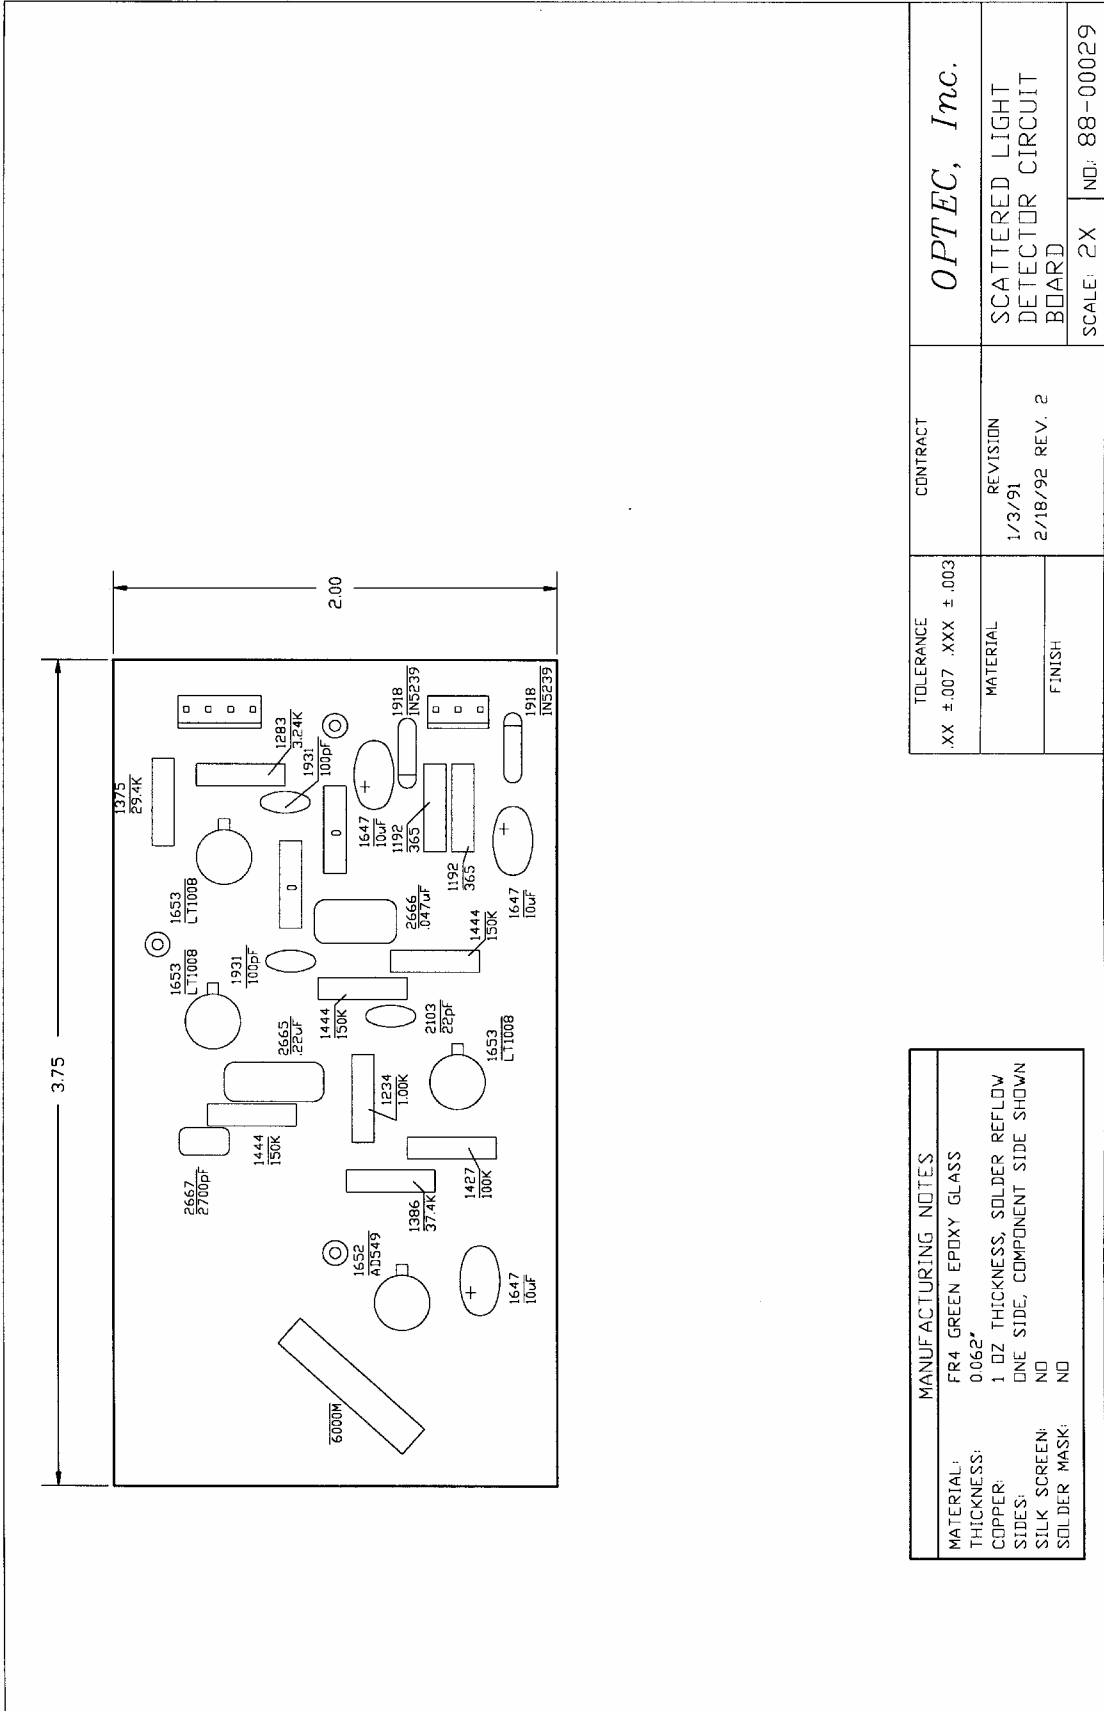 3.75
2.00
1375
29.4K
1283
3.24K
1931
100pF
1653
LT1008
1653
LT1008
1931
100pF
1647
10uF
1918
1N5239
1192
365
1192
365
1918
1N5239
1647
10uF
2666
.047uF
1444
150K
1444
150K
2103
22pF
2665
.22uF
1653
LT1008
1234
1.00K
1444
150K
2667
2700pF
1427
100K
1386
37.4K
1652
AD549
1647
10uF
6000M
MANUFACTURING NOTES
MATERIAL: FR4 GREEN EPOXY GLASS
THICKNESS: 0.062"
COPPER: 1 OZ THICKNESS, SOLDER REFLOW
SIDES: ONE SIDE, COMPONENT SIDE SHOWN
SILK SCREEN: NO
SOLDER MASK: NO
TOLERANCE
.XX ±.007 .XXX ±.003
MATERIAL
FINISH
CONTRACT
REVISION
1/3/91
2/18/92 REV. 2
OPTEC, Inc.
SCATTERED LIGHT
DETECTOR CIRCUIT
BOARD
SCALE: 2X NO: 88-00029